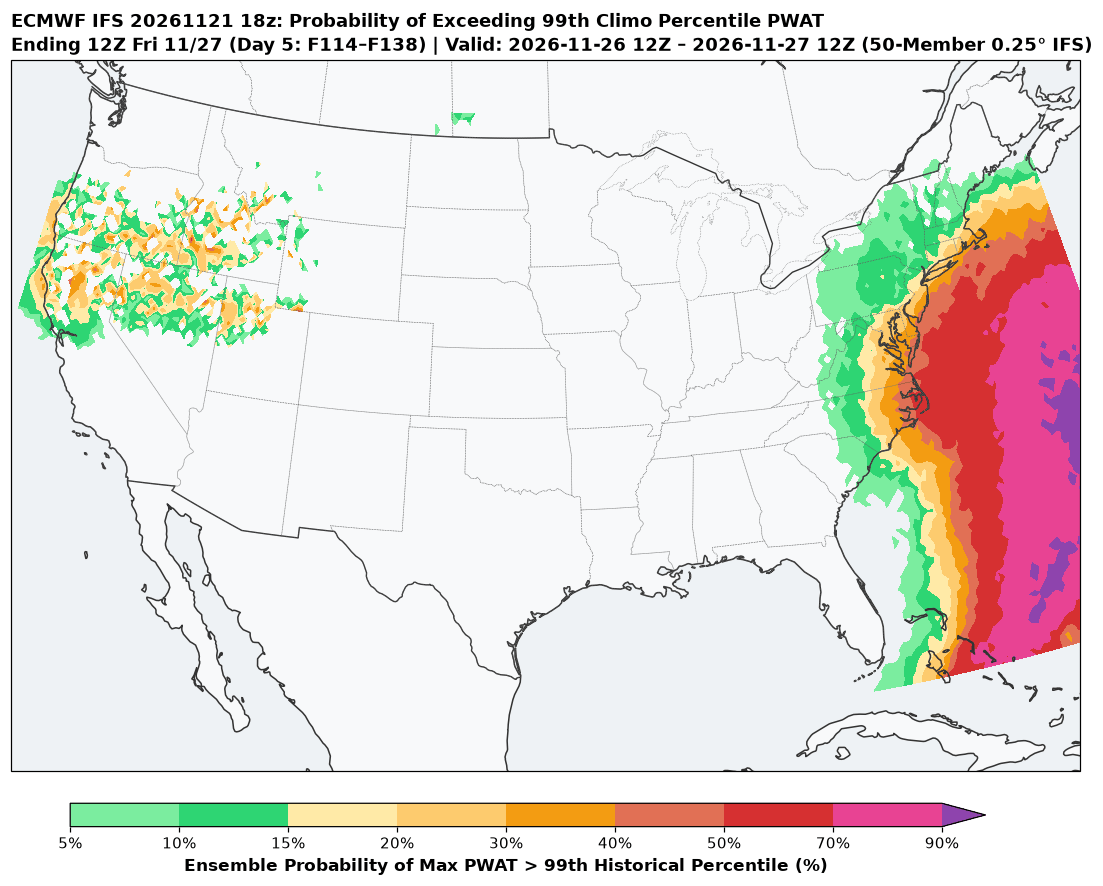 ECMWF IFS 20261121 18z: Probability of Exceeding 99th Climo Percentile PWAT
Ending 12Z Fri 11/27 (Day 5: F114–F138) | Valid: 2026-11-26 12Z – 2026-11-27 12Z (50-Member 0.25° IFS)
5% 10% 15% 20% 30% 40% 50% 70% 90%
Ensemble Probability of Max PWAT > 99th Historical Percentile (%)